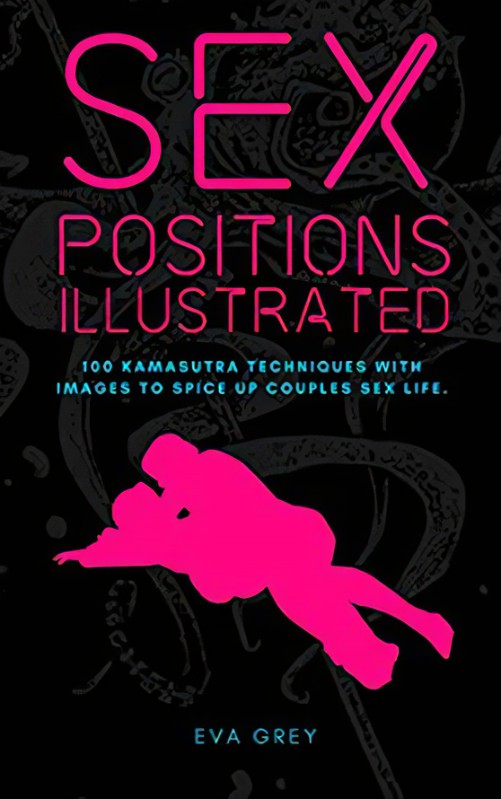 SEX
POSITIONS
ILLUSTRATED
100 KAMASUTRA TECHNIQUES WITH
IMAGES TO SPICE UP COUPLES SEX LIFE.
EVA GREY